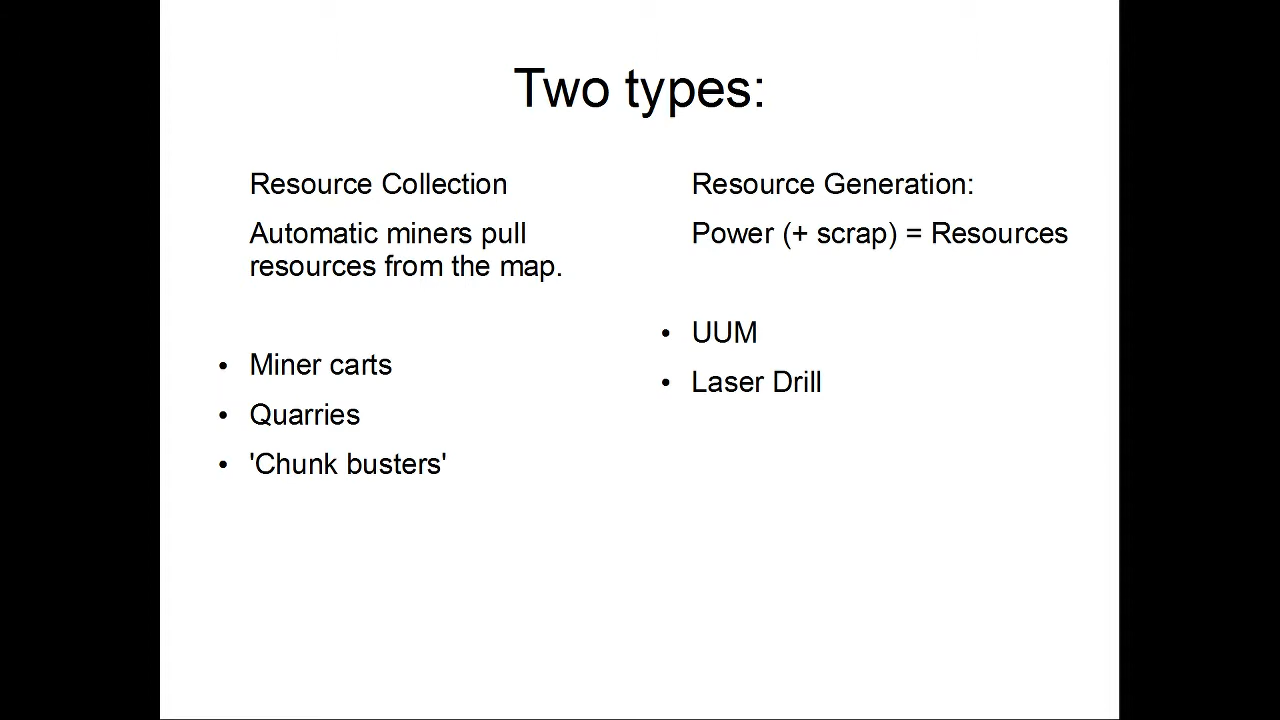 Two types:
Resource Collection
Automatic miners pull
resources from the map.
• Miner carts
• Quarries
• 'Chunk busters'
Resource Generation:
Power (+ scrap) = Resources
• UUM
• Laser Drill